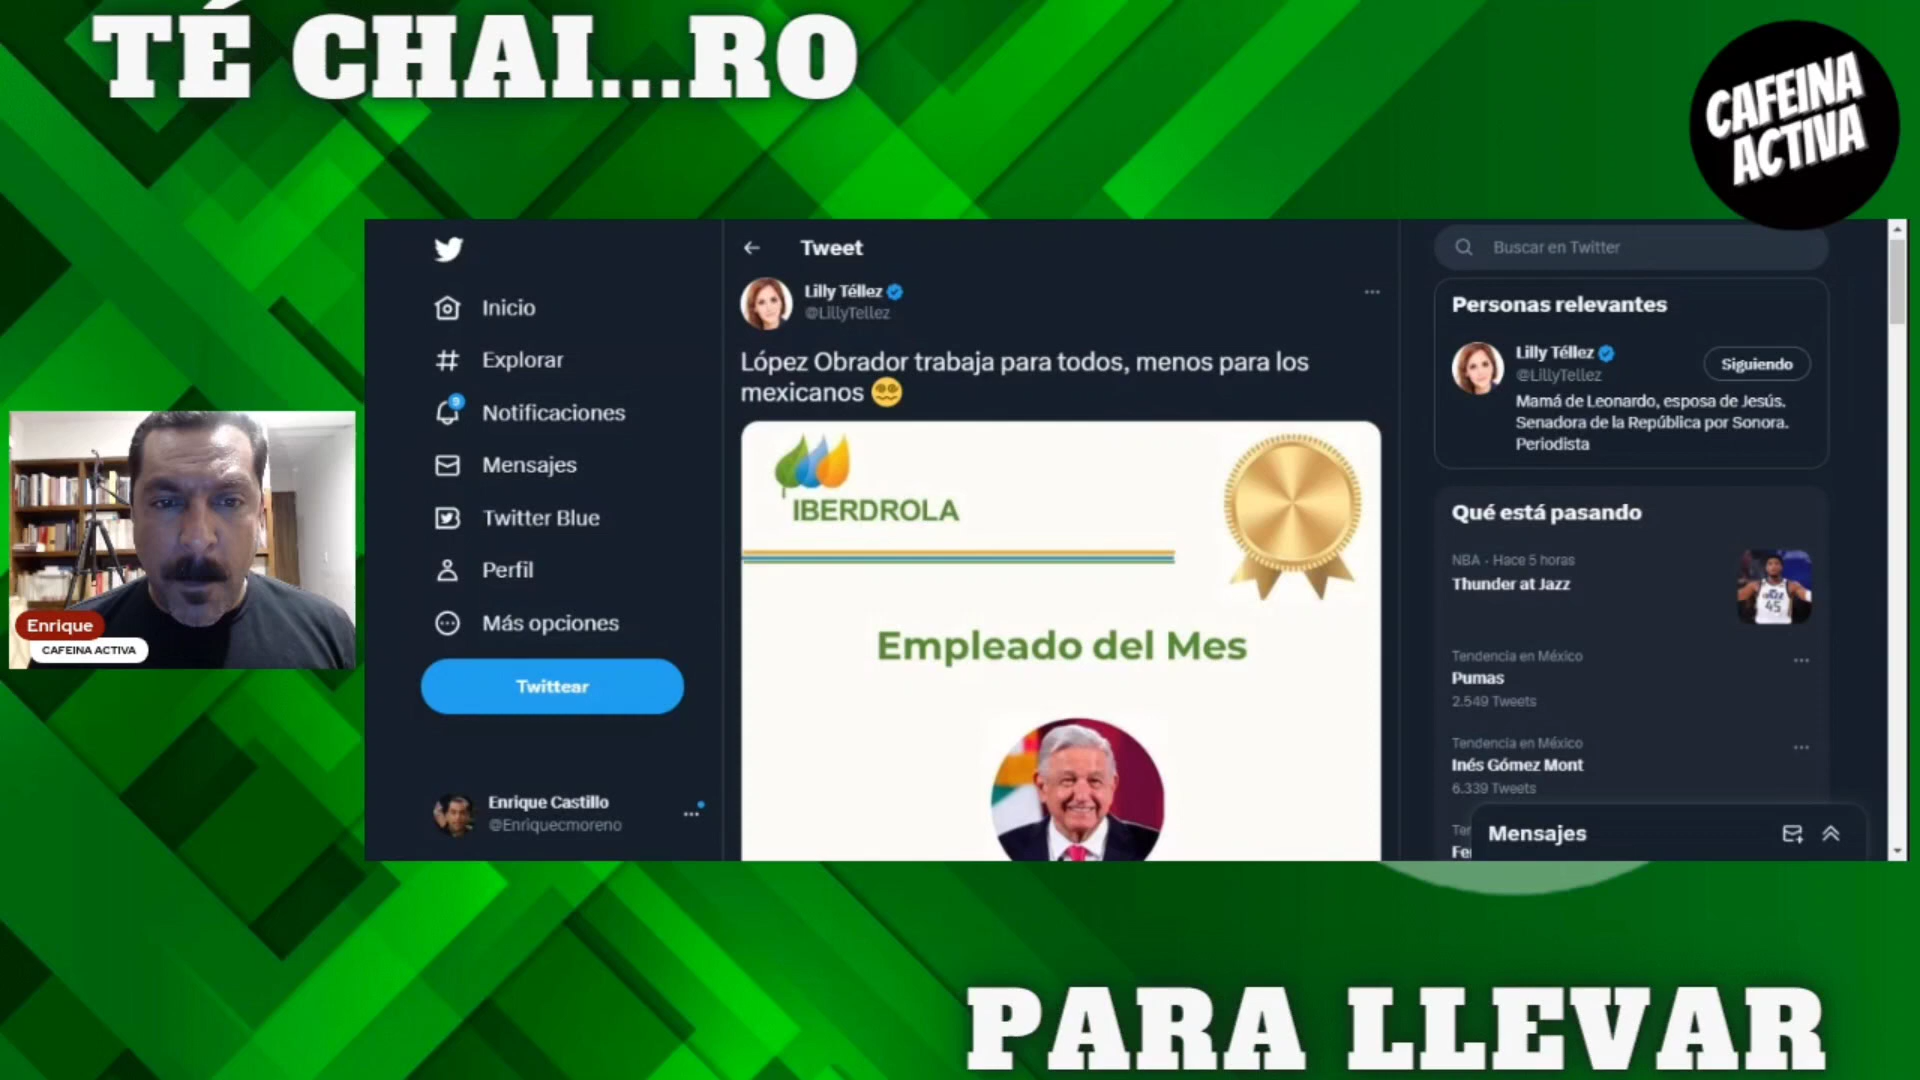 TÉ CHAI...RO
CAFEINA
ACTIVA
Inicio
Explorar
9
Notificaciones
Mensajes
Twitter Blue
Perfil
Más opciones
Twittear
Enrique Castillo
@Enriquecmoreno
Tweet
Lilly Téllez
@LillyTellez
López Obrador trabaja para todos, menos para los
mexicanos
IBERDROLA
Empleado del Mes
Buscar en Twitter
Personas relevantes
Lilly Téllez
@LillyTellez
Siguiendo
Mamá de Leonardo, esposa de Jesús.
Senadora de la República por Sonora.
Periodista
Qué está pasando
NBA · Hace 5 horas
Thunder at Jazz
JAZZ
45
Tendencia en México
Pumas
2.549 Tweets
Tendencia en México
Inés Gómez Mont
6.339 Tweets
Mensajes
Enrique
CAFEINA ACTIVA
PARA LLEVAR